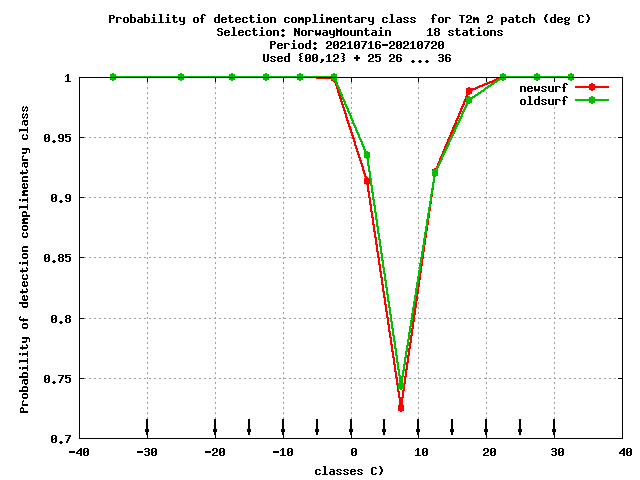 Probability of detection complimentary class  for T2m 2 patch (deg C)
Selection: NorwayMountain     18 stations
Period: 20210716-20210720
Used {00,12} + 25 26 ... 36
newsurf
oldsurf
1
0.95
0.9
0.85
0.8
0.75
0.7
Probability of detection complimentary class
-40 -30 -20 -10 0 10 20 30 40
classes C)